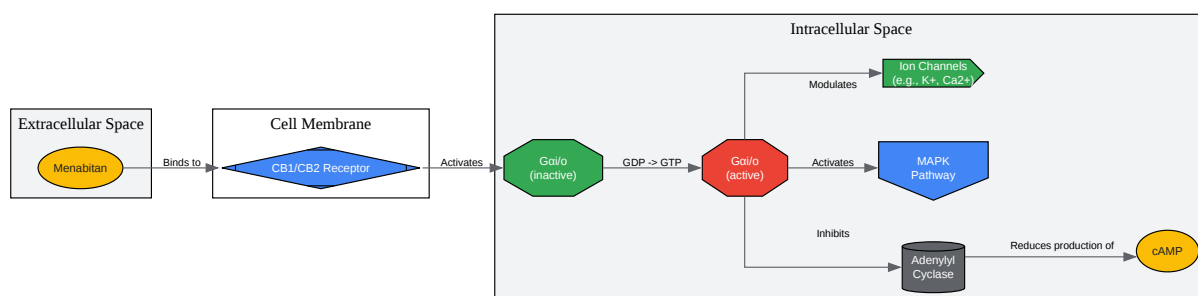 Extracellular Space
Menabitan
Binds to
Cell Membrane
CB1/CB2 Receptor
Activates
Intracellular Space
Gαi/o
(inactive)
GDP -> GTP
Gαi/o
(active)
Modulates
Ion Channels
(e.g., K+, Ca2+)
Activates
MAPK
Pathway
Inhibits
Adenylyl
Cyclase
Reduces production of
cAMP